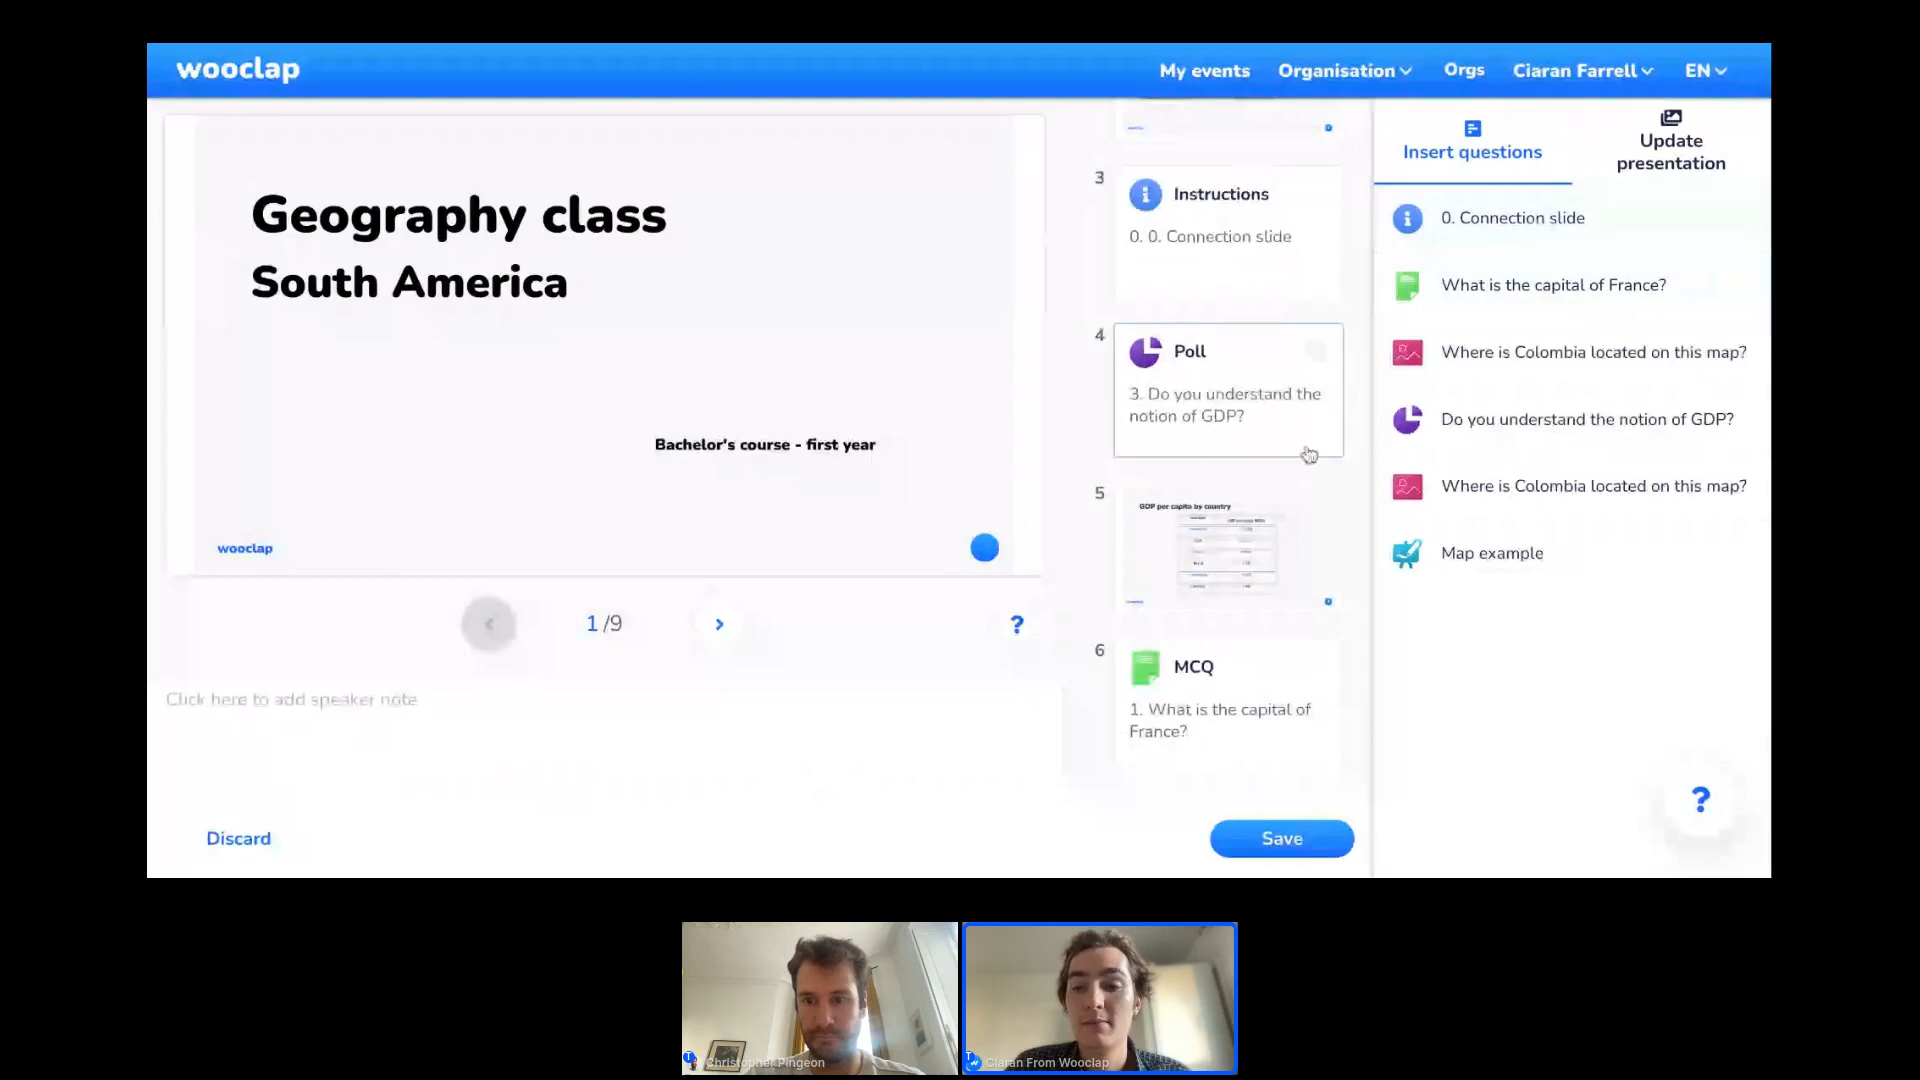 wooclap
My events Organisation Orgs Ciaran Farrell EN
Geography class
South America
Bachelor's course - first year
wooclap
1 /9
?
Click here to add speaker note
Discard
Save
3
Instructions
0. 0. Connection slide
4
Poll
3. Do you understand the
notion of GDP?
5
GDP per capita by country
6
MCQ
1. What is the capital of
France?
Insert questions
Update
presentation
0. Connection slide
What is the capital of France?
Where is Colombia located on this map?
Do you understand the notion of GDP?
Where is Colombia located on this map?
Map example
?
Christopher Pingeon
Ciaran From Wooclap